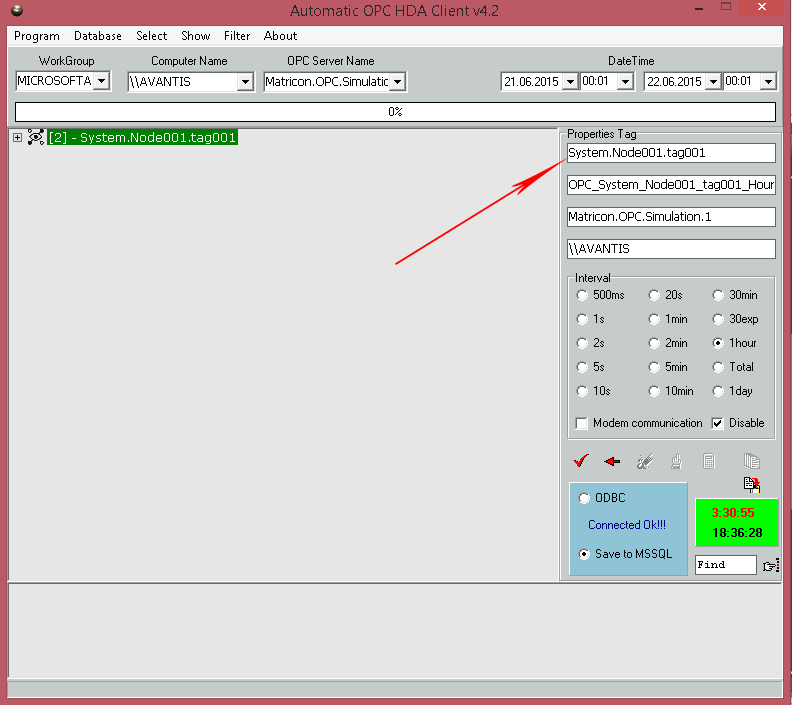 Automatic OPC HDA Client v4.2
Program Database Select Show Filter About
WorkGroup Computer Name OPC Server Name DateTime
MICROSOFTA \\AVANTIS Matricon.OPC.Simulatic 21.06.2015 00:01 22.06.2015 00:01
0%
[2] - System.Node001.tag001
Properties Tag
System.Node001.tag001
OPC_System_Node001_tag001_Hour
Matricon.OPC.Simulation.1
\\AVANTIS
Interval
500ms 20s 30min
1s 1min 30exp
2s 2min 1hour
5s 5min Total
10s 10min 1day
Modem communication Disable
ODBC
Connected Ok!!!
Save to MSSQL
3:30:55
18:36:28
Find